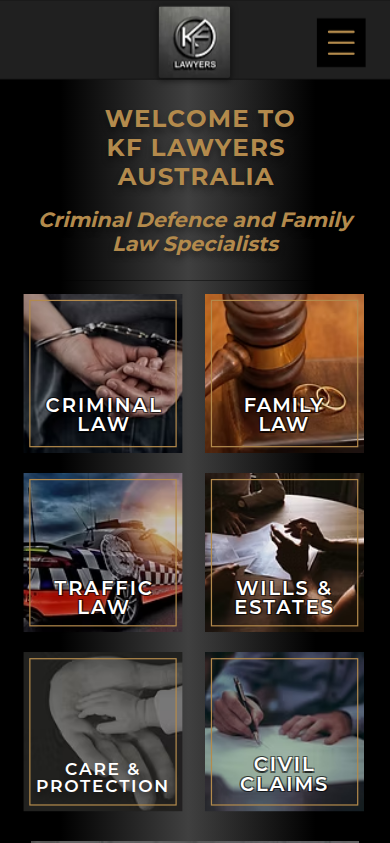 KF
LAWYERS
WELCOME TO
KF LAWYERS
AUSTRALIA
Criminal Defence and Family
Law Specialists
CRIMINAL
LAW
FAMILY
LAW
TRAFFIC
LAW
WILLS &
ESTATES
CARE &
PROTECTION
CIVIL
CLAIMS